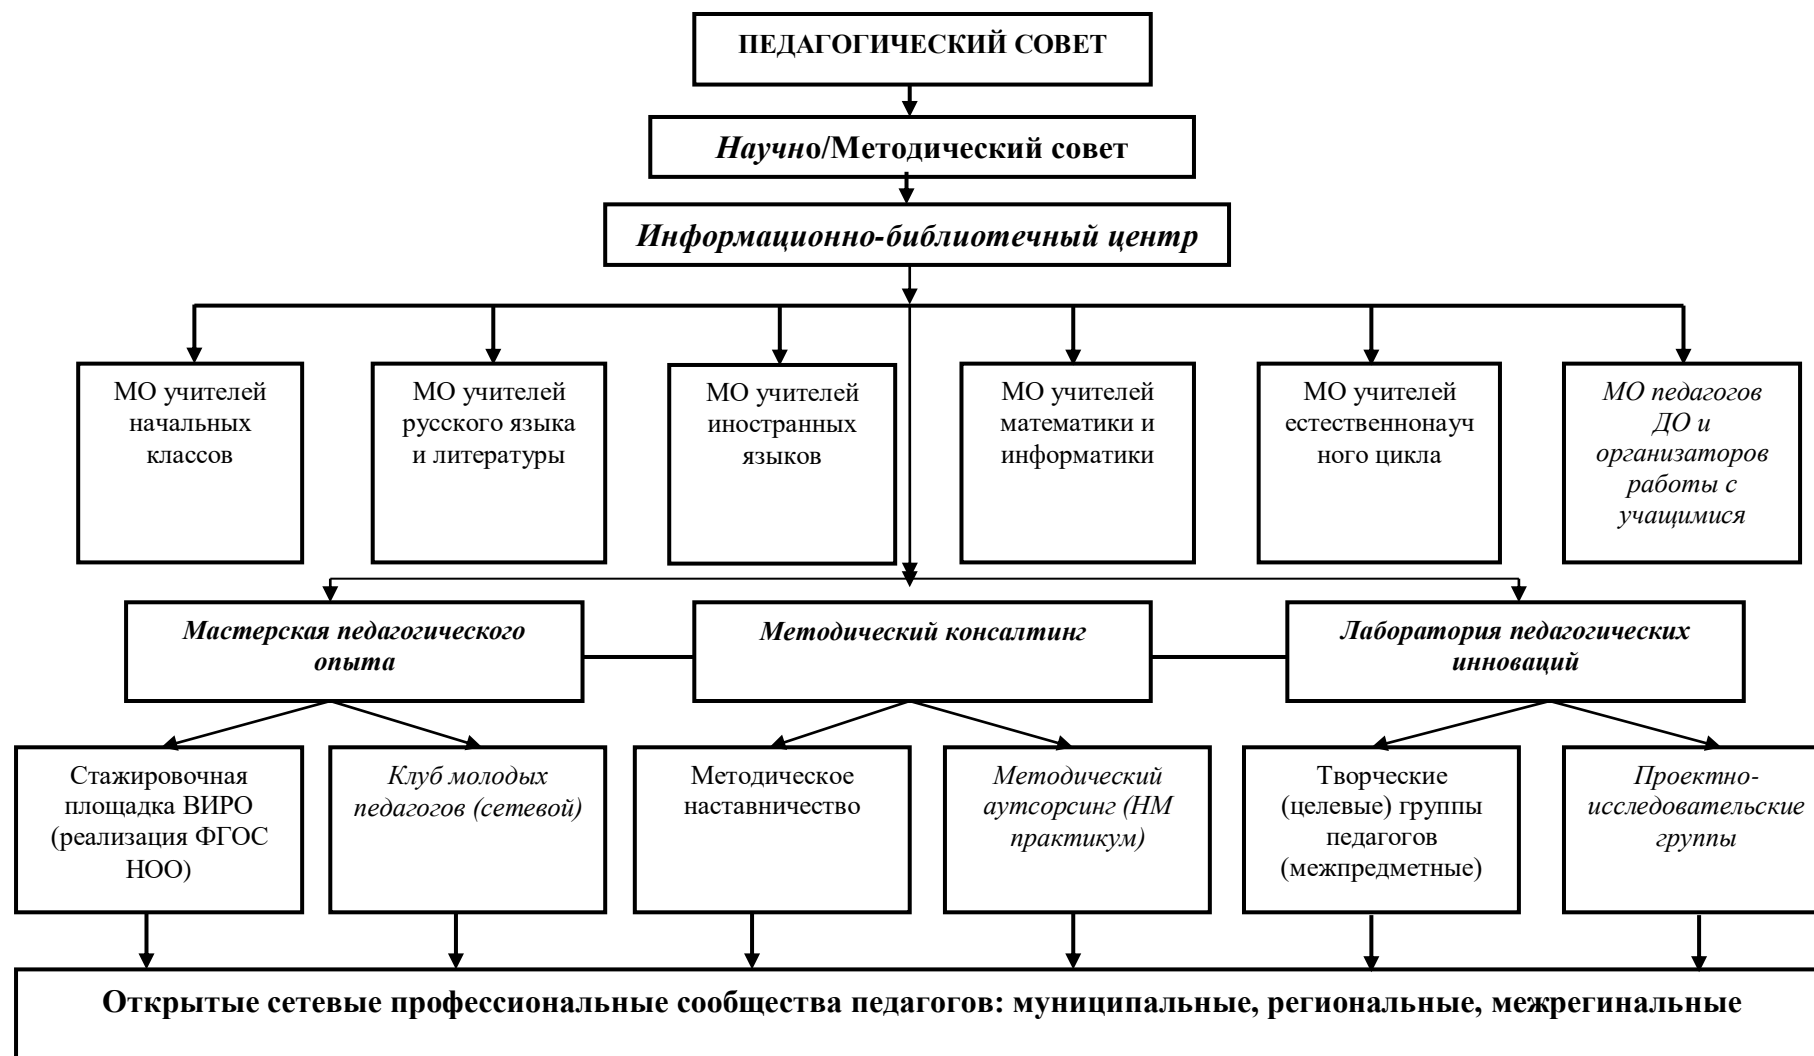 ПЕДАГОГИЧЕСКИЙ СОВЕТ
Научно/Методический совет
Информационно-библиотечный центр
МО учителей
начальных
классов
МО учителей
русского языка
и литературы
МО учителей
иностранных
языков
МО учителей
математики и
информатики
МО учителей
естественнонауч
ного цикла
МО педагогов
ДО и
организаторов
работы с
учащимися
Мастерская педагогического
опыта
Методический консалтинг
Лаборатория педагогических
инноваций
Стажировочная
площадка ВИРО
(реализация ФГОС
НОО)
Клуб молодых
педагогов (сетевой)
Методическое
наставничество
Методический
аутсорсинг (НМ
практикум)
Творческие
(целевые) группы
педагогов
(межпредметные)
Проектно-
исследовательские
группы
Открытые сетевые профессиональные сообщества педагогов: муниципальные, региональные, межрегинальные